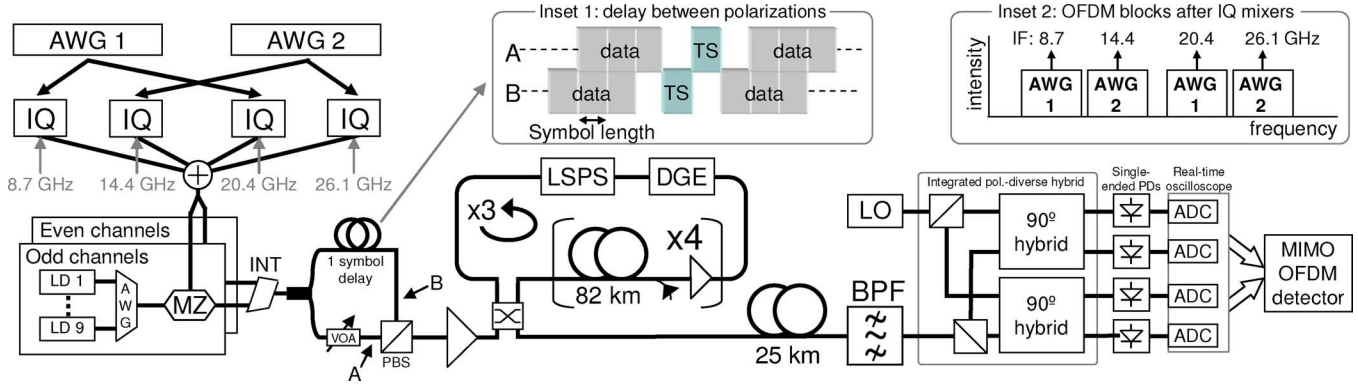 AWG 1
AWG 2
IQ
IQ
IQ
IQ
8.7 GHz
14.4 GHz
20.4 GHz
26.1 GHz
Even channels
Odd channels
LD 1
LD 9
A
W
G
MZ
INT
1 symbol
delay
B
VOA
A
PBS
Inset 1: delay between polarizations
A
data
TS
data
B
data
TS
data
Symbol length
Inset 2: OFDM blocks after IQ mixers
intensity
IF: 8.7
14.4
20.4
26.1 GHz
AWG
1
AWG
2
AWG
1
AWG
2
frequency
LSPS
DGE
x3
x4
82 km
25 km
BPF
LO
Integrated pol.-diverse hybrid
90º
hybrid
90º
hybrid
Single-
ended PDs
Real-time
oscilloscope
ADC
ADC
ADC
ADC
MIMO
OFDM
detector